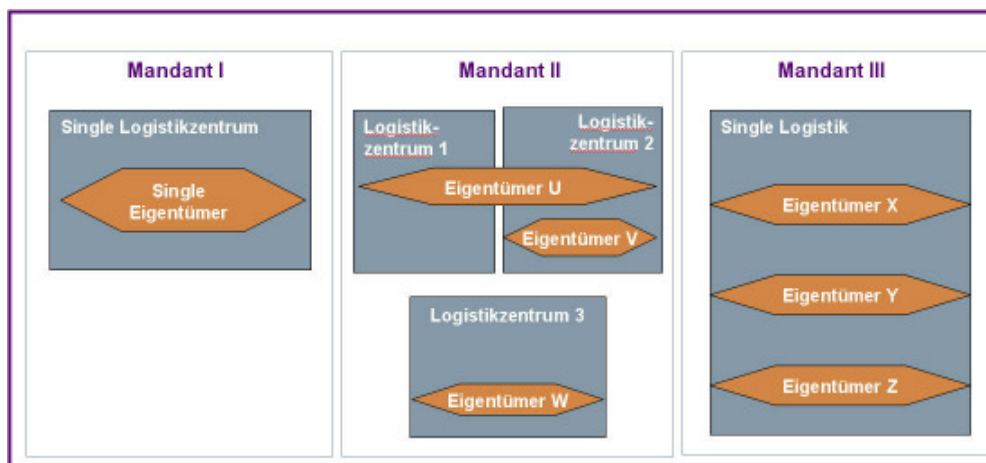 Mandant I
Single Logistikzentrum
Single
Eigentümer
Mandant II
Logistik-
zentrum 1
Logistik-
zentrum 2
Eigentümer U
Eigentümer V
Logistikzentrum 3
Eigentümer W
Mandant III
Single Logistik
Eigentümer X
Eigentümer Y
Eigentümer Z